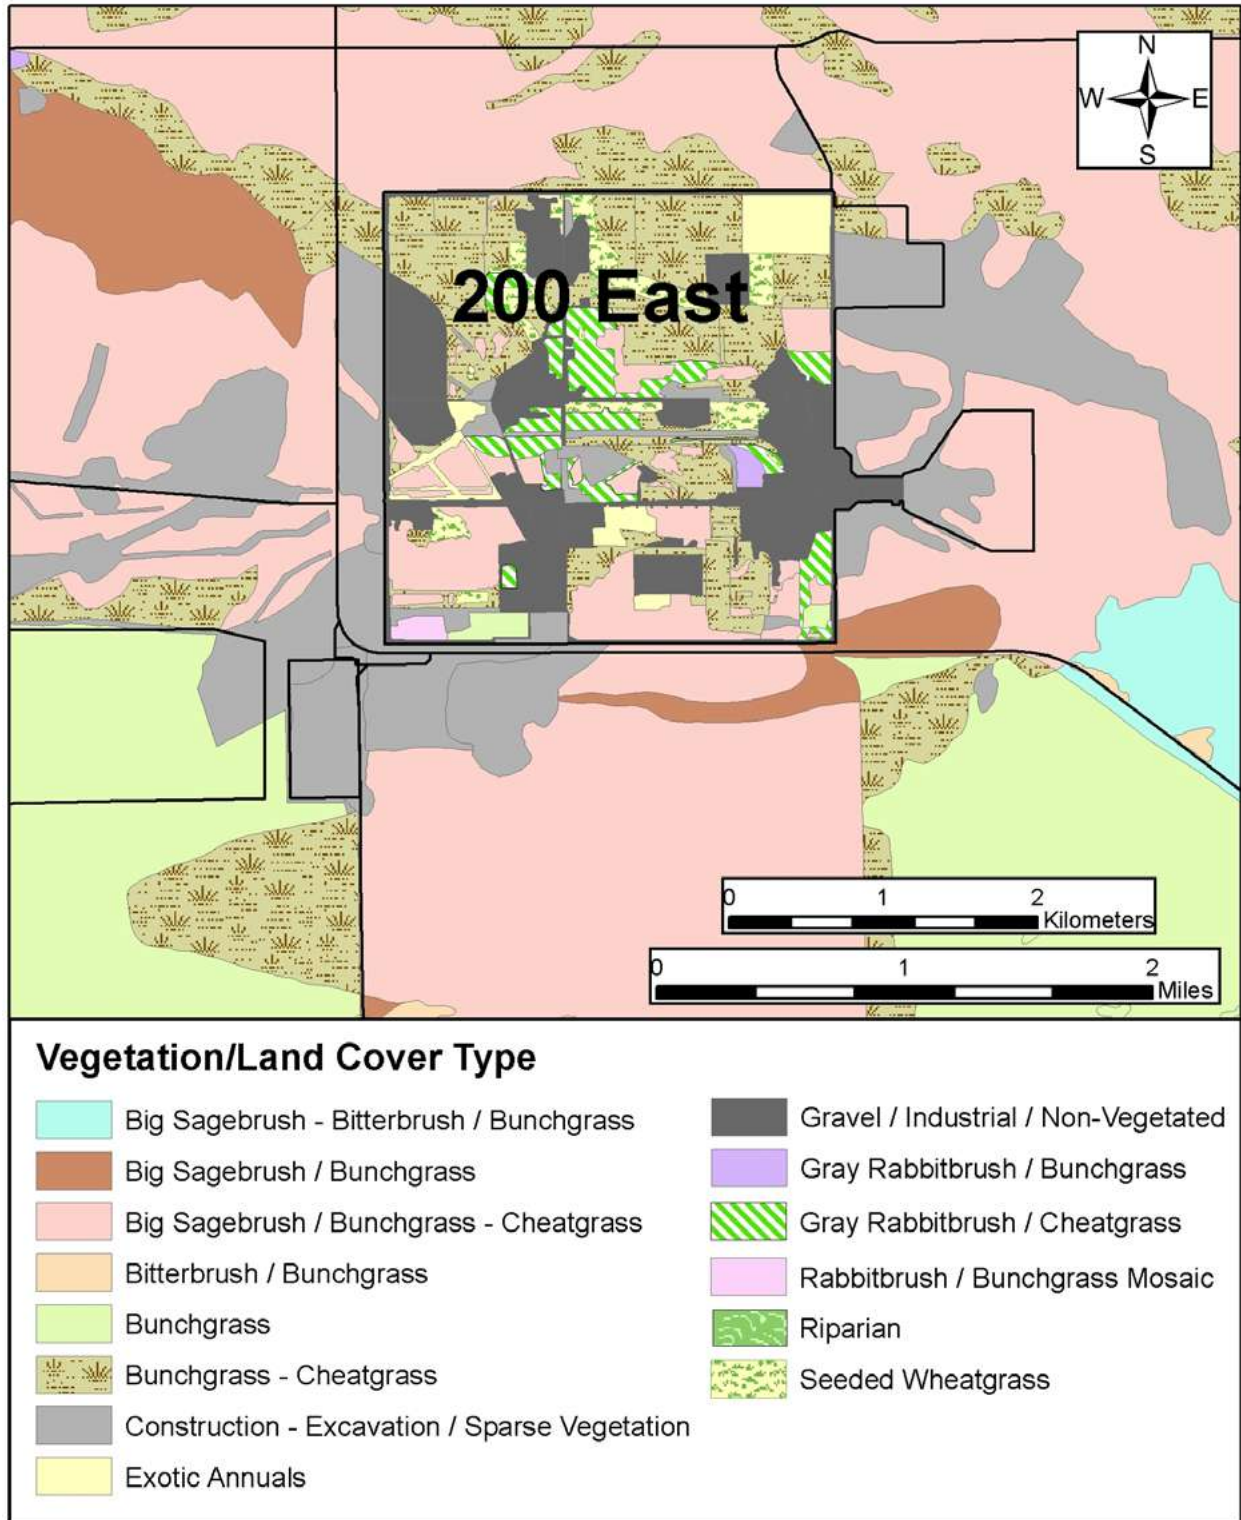 N
W E
S
200 East
0 1 2
Kilometers
0 1 2
Miles
Vegetation/Land Cover Type
Big Sagebrush - Bitterbrush / Bunchgrass
Big Sagebrush / Bunchgrass
Big Sagebrush / Bunchgrass - Cheatgrass
Bitterbrush / Bunchgrass
Bunchgrass
Bunchgrass - Cheatgrass
Construction - Excavation / Sparse Vegetation
Exotic Annuals
Gravel / Industrial / Non-Vegetated
Gray Rabbitbrush / Bunchgrass
Gray Rabbitbrush / Cheatgrass
Rabbitbrush / Bunchgrass Mosaic
Riparian
Seeded Wheatgrass